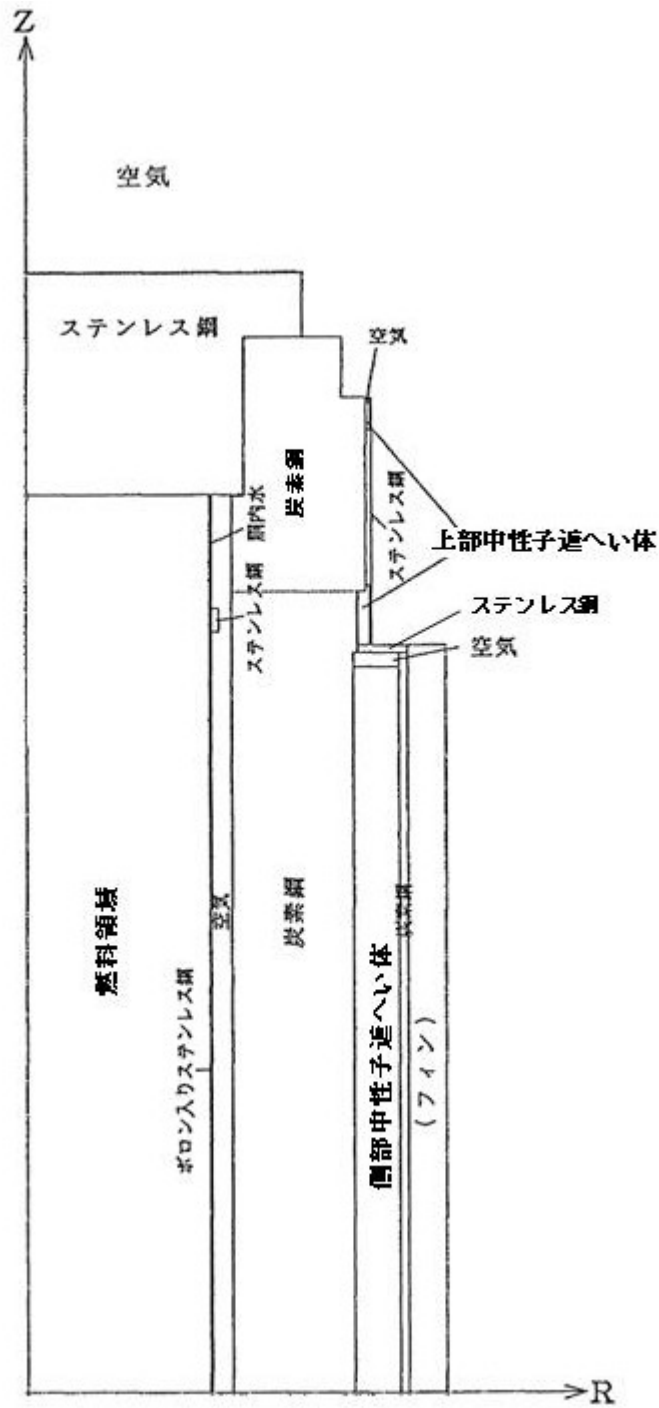 Z
空気
ステンレス鋼
空気
炭素鋼
胴内水
ステンレス鋼
上部中性子遮へい体
ステンレス鋼
ステンレス鋼
空気
燃料領域
空気
炭素鋼
炭素鋼
側部中性子遮へい体
(フィン)
ボロン入りステンレス鋼
R